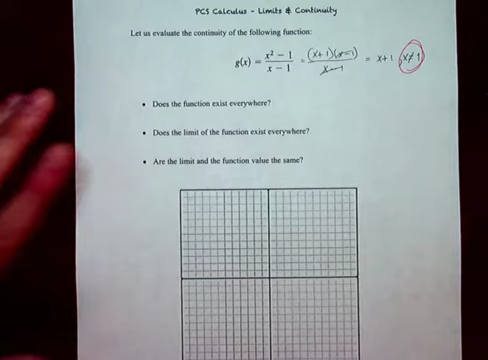 PCS Calculus - Limits & Continuity
Let us evaluate the continuity of the following function:
g(x) = (x² − 1)/(x − 1) = (x+1)(x−1)/(x−1) = x+1, x≠1
• Does the function exist everywhere?
• Does the limit of the function exist everywhere?
• Are the limit and the function value the same?